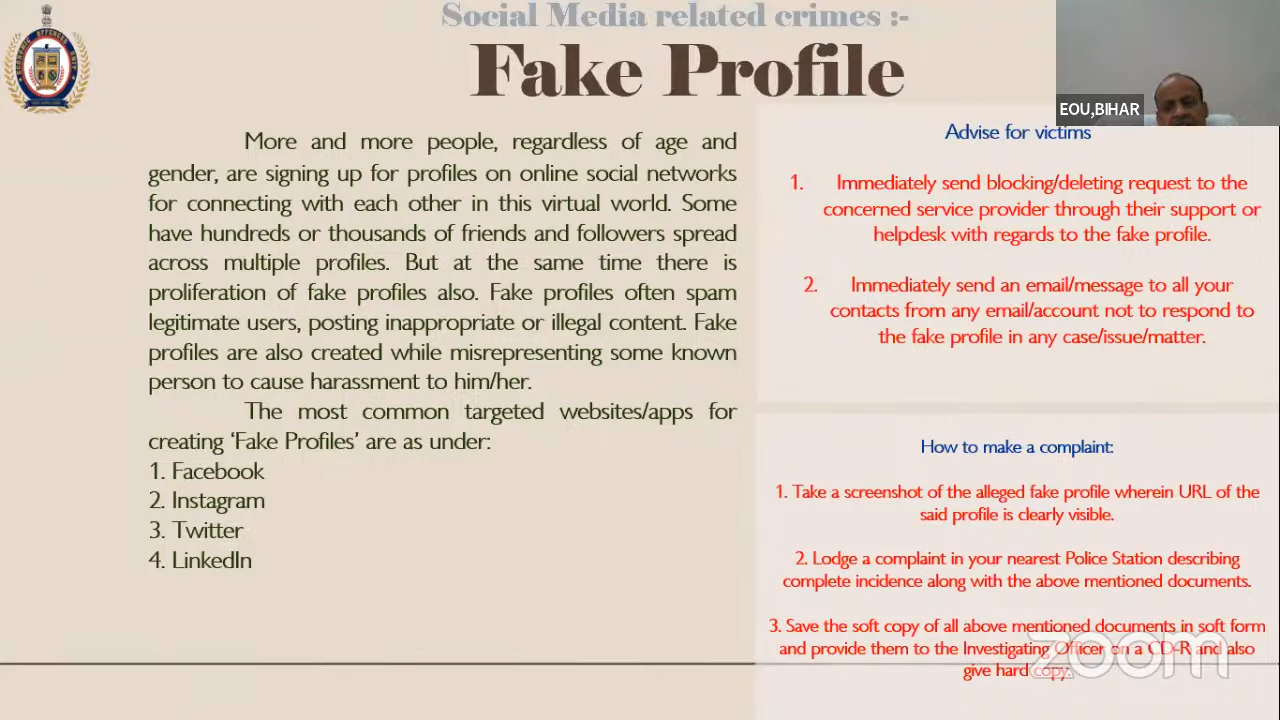 Social Media related crimes :-
Fake Profile
EOU,BIHAR
More and more people, regardless of age and
gender, are signing up for profiles on online social networks
for connecting with each other in this virtual world. Some
have hundreds or thousands of friends and followers spread
across multiple profiles. But at the same time there is
proliferation of fake profiles also. Fake profiles often spam
legitimate users, posting inappropriate or illegal content. Fake
profiles are also created while misrepresenting some known
person to cause harassment to him/her.
The most common targeted websites/apps for
creating ‘Fake Profiles’ are as under:
1. Facebook
2. Instagram
3. Twitter
4. LinkedIn
Advise for victims
1. Immediately send blocking/deleting request to the
concerned service provider through their support or
helpdesk with regards to the fake profile.
2. Immediately send an email/message to all your
contacts from any email/account not to respond to
the fake profile in any case/issue/matter.
How to make a complaint:
1. Take a screenshot of the alleged fake profile wherein URL of the
said profile is clearly visible.
2. Lodge a complaint in your nearest Police Station describing
complete incidence along with the above mentioned documents.
3. Save the soft copy of all above mentioned documents in soft form
and provide them to the Investigating Officer on a CD-R and also
give hard copy.
zoom